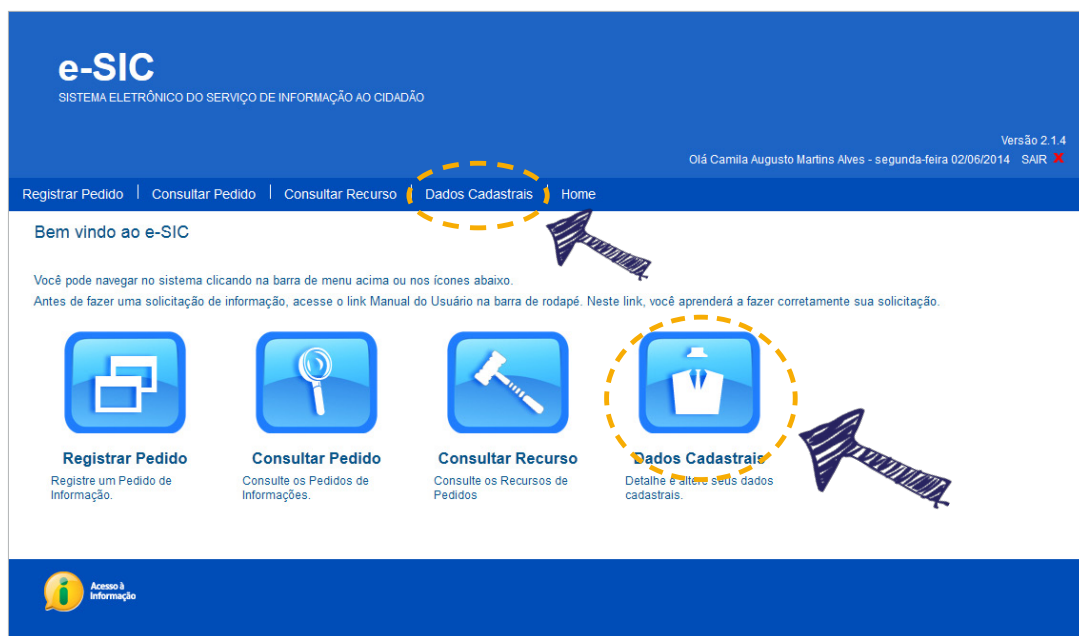 e-SIC
SISTEMA ELETRÔNICO DO SERVIÇO DE INFORMAÇÃO AO CIDADÃO
Versão 2.1.4
Olá Camila Augusto Martins Alves - segunda-feira 02/06/2014 SAIR
Registrar Pedido | Consultar Pedido | Consultar Recurso | Dados Cadastrais | Home
Bem vindo ao e-SIC
Você pode navegar no sistema clicando na barra de menu acima ou nos ícones abaixo.
Antes de fazer uma solicitação de informação, acesse o link Manual do Usuário na barra de rodapé. Neste link, você aprenderá a fazer corretamente sua solicitação.
Registrar Pedido
Registre um Pedido de
Informação.
Consultar Pedido
Consulte os Pedidos de
Informações.
Consultar Recurso
Consulte os Recursos de
Pedidos
Dados Cadastrais
Detalhe e altere seus dados
cadastrais.
Acesso à
Informação